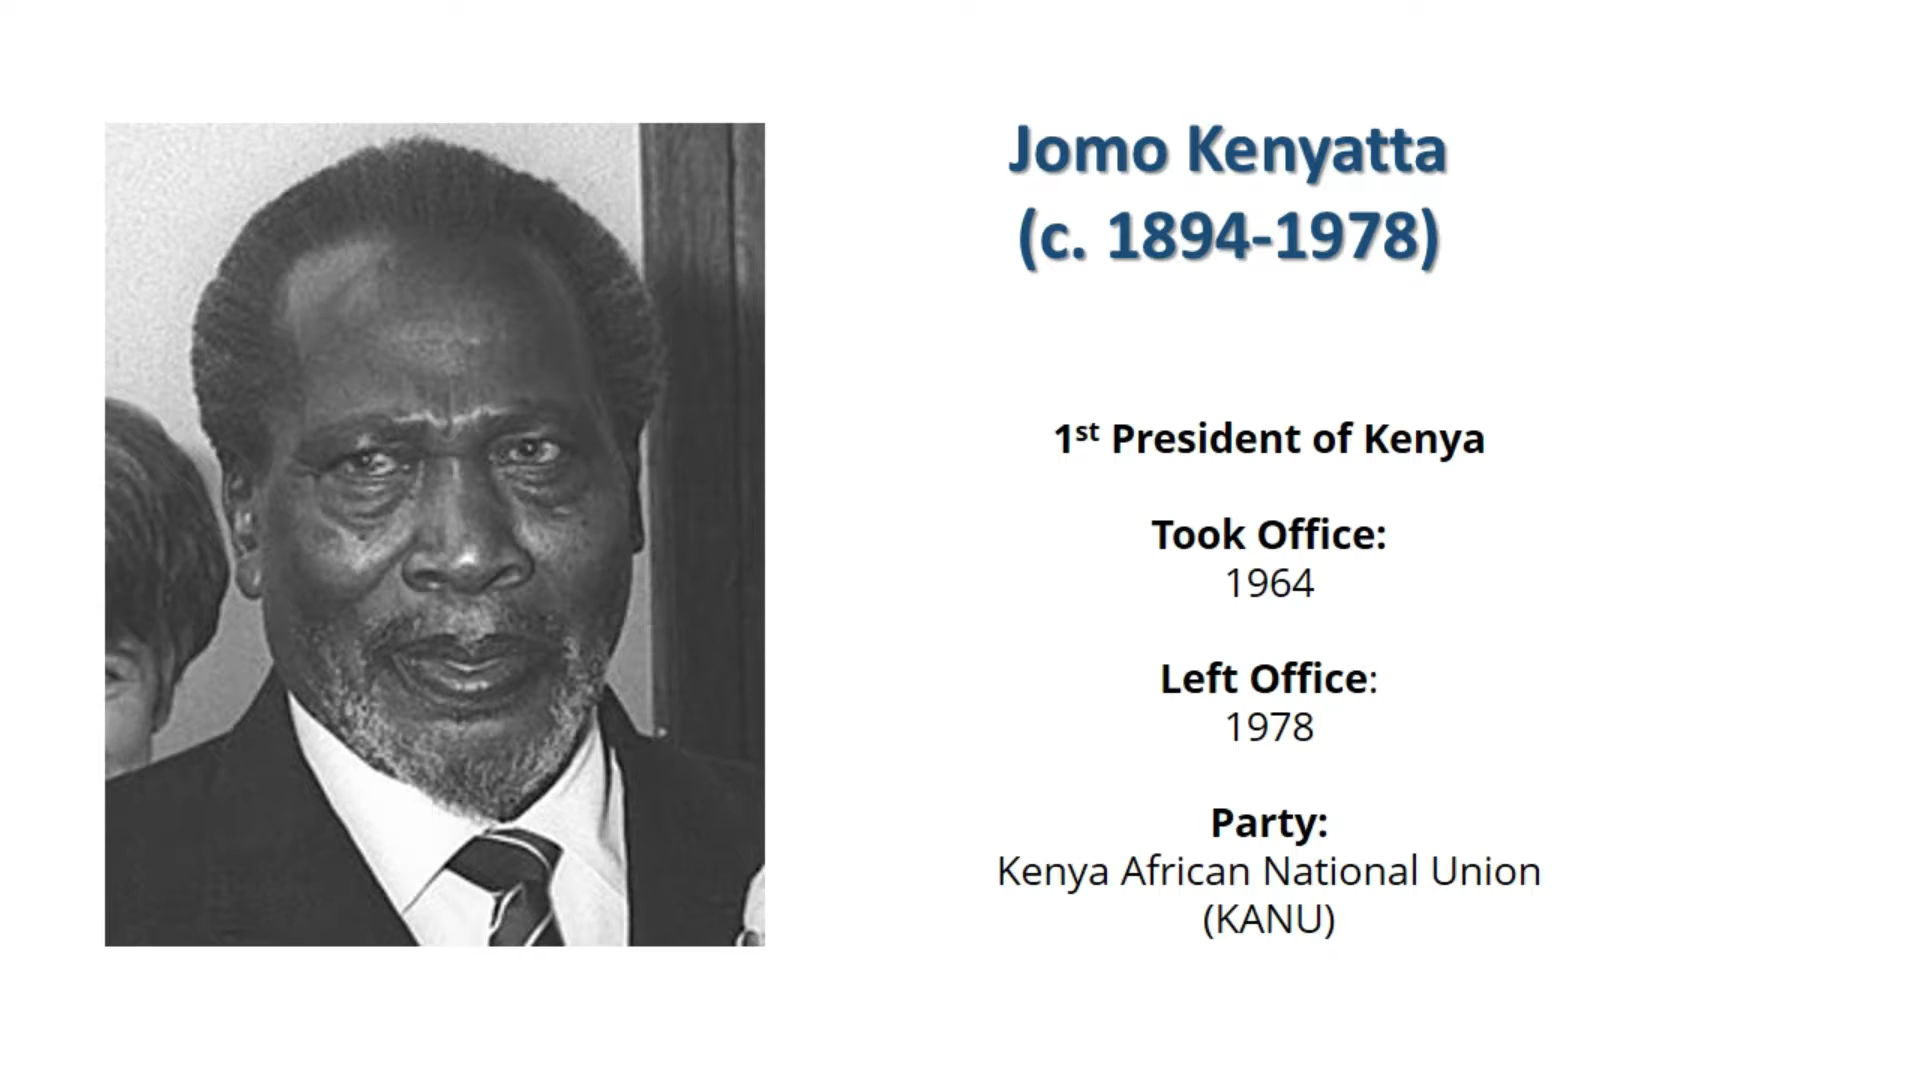 Jomo Kenyatta
(c. 1894-1978)
1st President of Kenya
Took Office:
1964
Left Office:
1978
Party:
Kenya African National Union
(KANU)